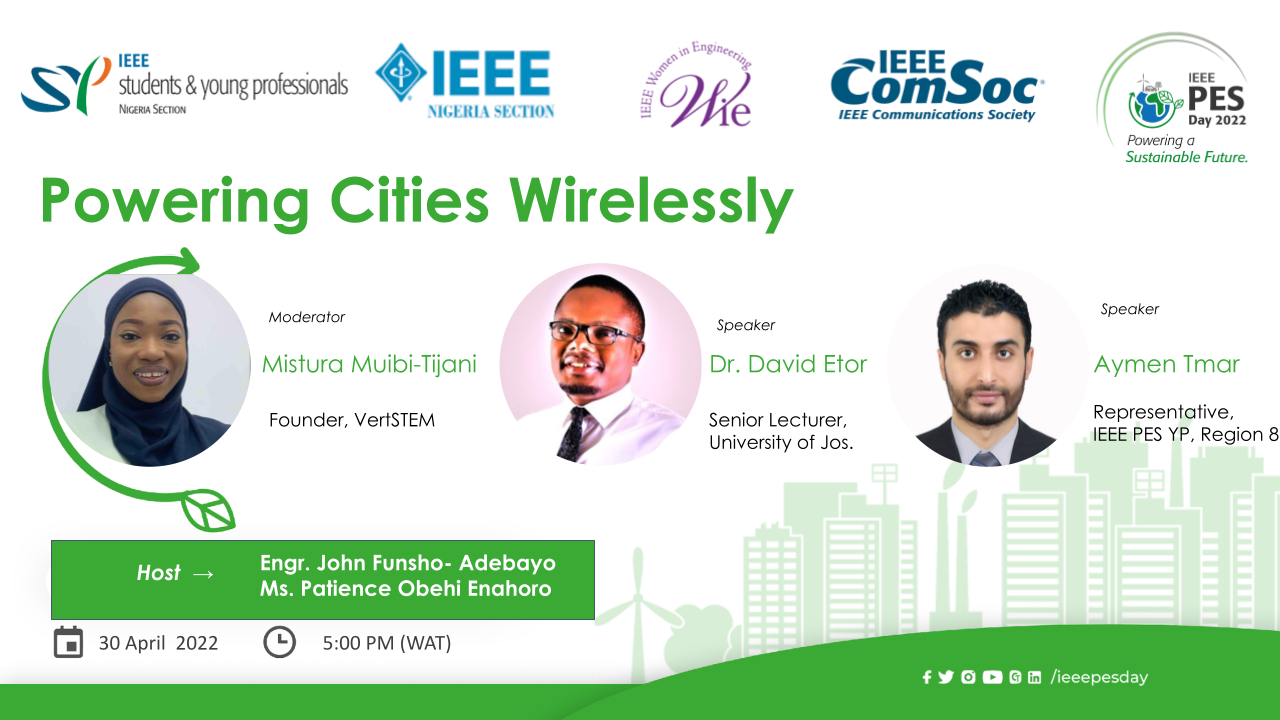 IEEE
students & young professionals
NIGERIA SECTION
IEEE
NIGERIA SECTION
IEEE Women in Engineering
WiE
IEEE
COMSOC®
IEEE Communications Society
IEEE
PES
Day 2022
Powering a
Sustainable Future.
Powering Cities Wirelessly
Moderator
Mistura Muibi-Tijani
Founder, VertSTEM
Speaker
Dr. David Etor
Senior Lecturer,
University of Jos.
Speaker
Aymen Tmar
Representative,
IEEE PES YP, Region 8
Host →
Engr. John Funsho- Adebayo
Ms. Patience Obehi Enahoro
30 April 2022
5:00 PM (WAT)
/ieeepesday